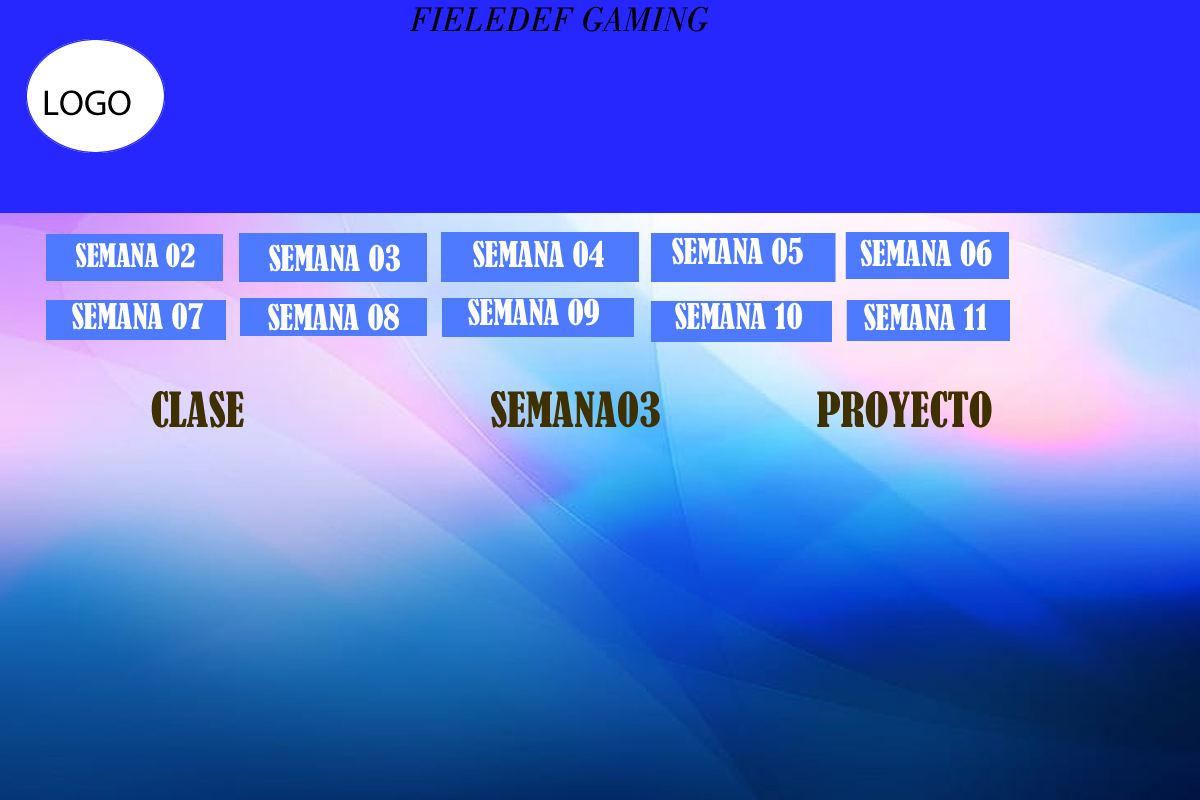 FIELEDEF GAMING
LOGO
SEMANA 02 SEMANA 03 SEMANA 04 SEMANA 05 SEMANA 06
SEMANA 07 SEMANA 08 SEMANA 09 SEMANA 10 SEMANA 11
CLASE SEMANA03 PROYECTO